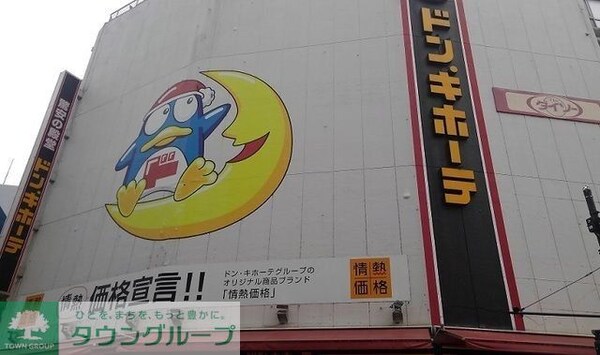 ドン・キホーテ
ダイソー
驚安の殿堂 ドン・キホーテ
情熱 価格宣言!!
ドン・キホーテグループの
オリジナル商品ブランド
「情熱価格」
情熱
価格
ひとを、まちを、もっと豊かに。
タウングループ
TOWN GROUP